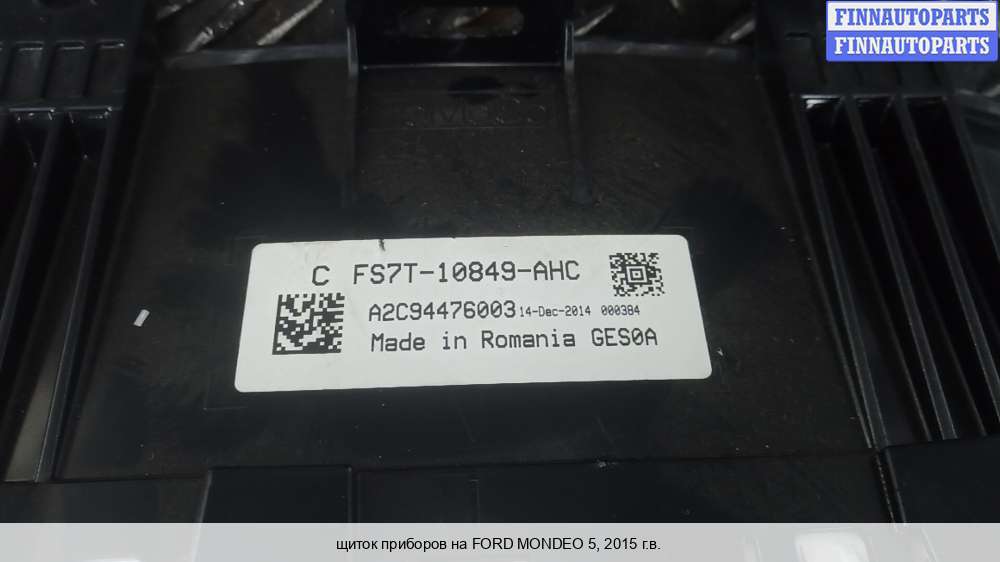 FINNAUTOPARTS
FINNAUTOPARTS
C FS7T-10849-AHC
A2C94476003 14-Dec-2014 000384
Made in Romania GES0A
щиток приборов на FORD MONDEO 5, 2015 г.в.